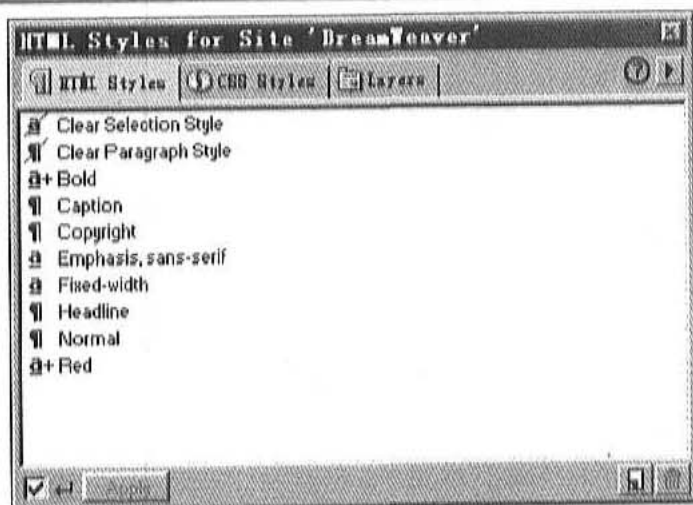 HTML Styles for Site 'DreamWeaver'
HTML Styles CSS Styles Layers
Clear Selection Style
Clear Paragraph Style
a+ Bold
¶ Caption
¶ Copyright
a Emphasis, sans-serif
a Fixed-width
¶ Headline
¶ Normal
a+ Red
Apply